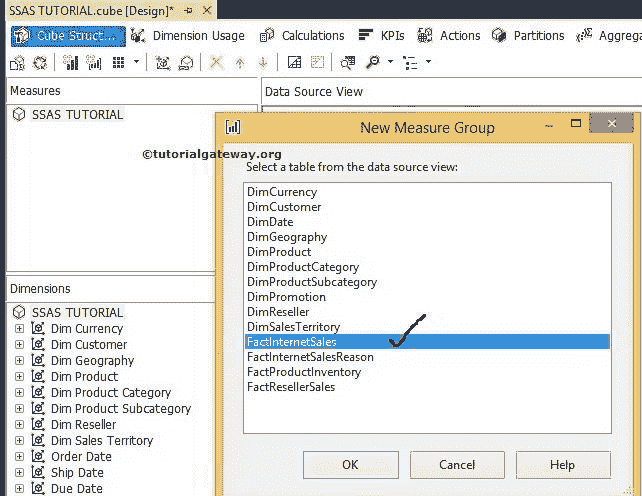 SSAS TUTORIAL.cube [Design]*
Cube Struct... Dimension Usage Calculations KPIs Actions Partitions Aggrega
Measures
Data Source View
SSAS TUTORIAL
New Measure Group
©tutorialgateway.org
Select a table from the data source view:
DimCurrency
DimCustomer
DimDate
DimGeography
DimProduct
DimProductCategory
DimProductSubcategory
DimPromotion
DimReseller
DimSalesTerritory
FactInternetSales
FactInternetSalesReason
FactProductInventory
FactResellerSales
Dimensions
SSAS TUTORIAL
Dim Currency
Dim Customer
Dim Geography
Dim Product
Dim Product Category
Dim Product Subcategory
Dim Reseller
Dim Sales Territory
Order Date
Ship Date
Due Date
OK Cancel Help